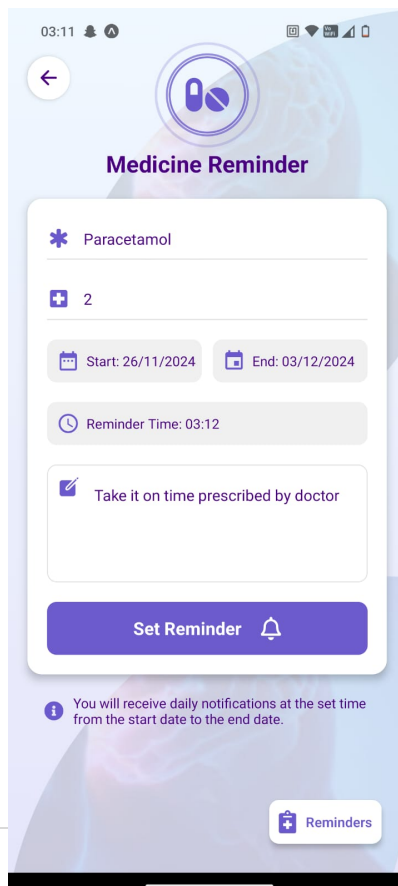 03:11
Vo
WiFi
Medicine Reminder
Paracetamol
2
Start: 26/11/2024 End: 03/12/2024
Reminder Time: 03:12
Take it on time prescribed by doctor
Set Reminder
You will receive daily notifications at the set time
from the start date to the end date.
Reminders